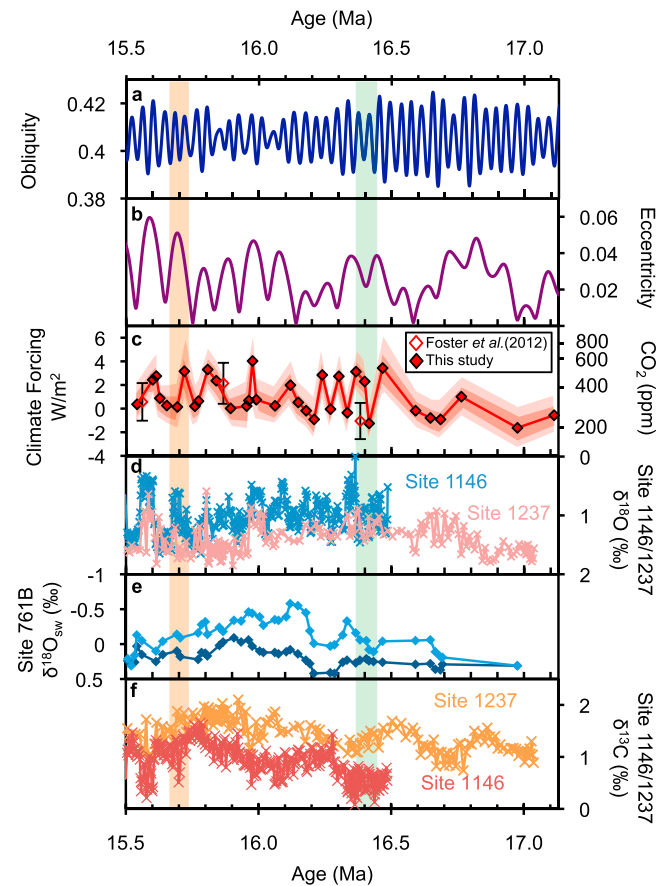 Age (Ma)
15.5 16.0 16.5 17.0
a
0.42
0.4
0.38
Obliquity
b
0.06
0.04
0.02
Eccentricity
c
Foster et al.(2012)
This study
6
4
2
0
-2
-4
Climate Forcing
W/m2
800
600
400
200
CO2 (ppm)
d
Site 1146
Site 1237
0
1
2
Site 1146/1237
δ18O (‰)
e
-1
-0.5
0
0.5
Site 761B
δ18Osw (‰)
f
Site 1237
Site 1146
2
1
0
Site 1146/1237
δ13C (‰)
15.5 16.0 16.5 17.0
Age (Ma)